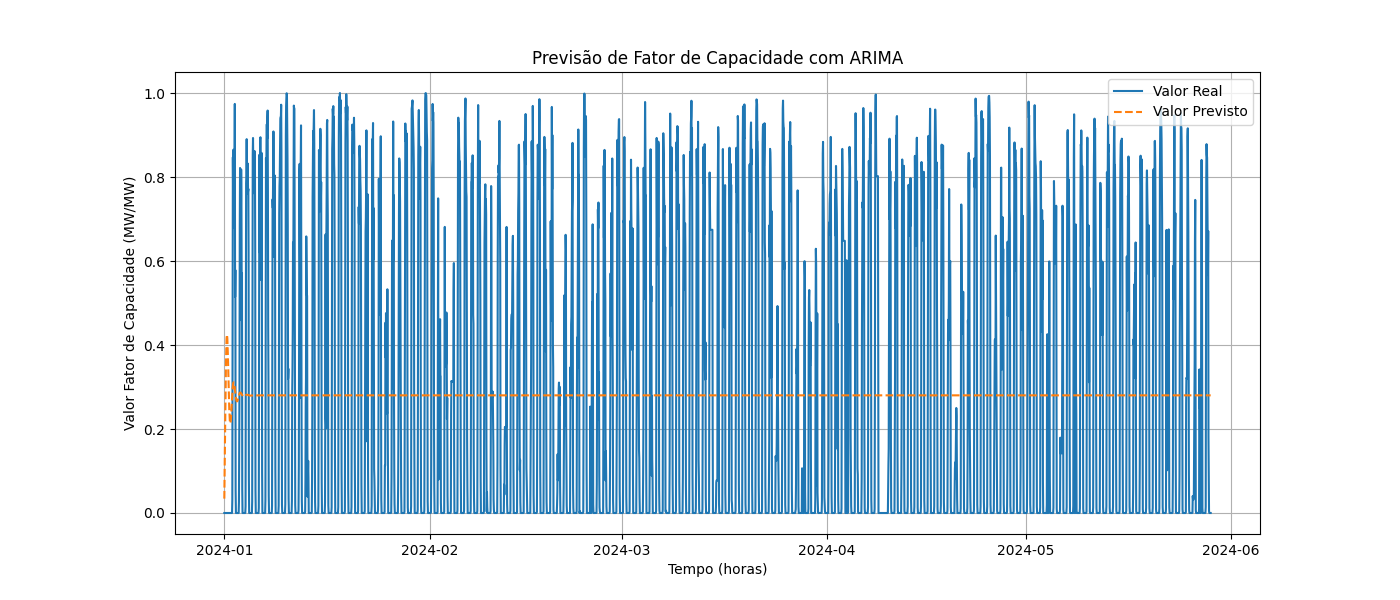 Previsão de Fator de Capacidade com ARIMA
Valor Real
Valor Previsto
Valor Fator de Capacidade (MW/MW)
1.0
0.8
0.6
0.4
0.2
0.0
2024-01
2024-02
2024-03
2024-04
2024-05
2024-06
Tempo (horas)